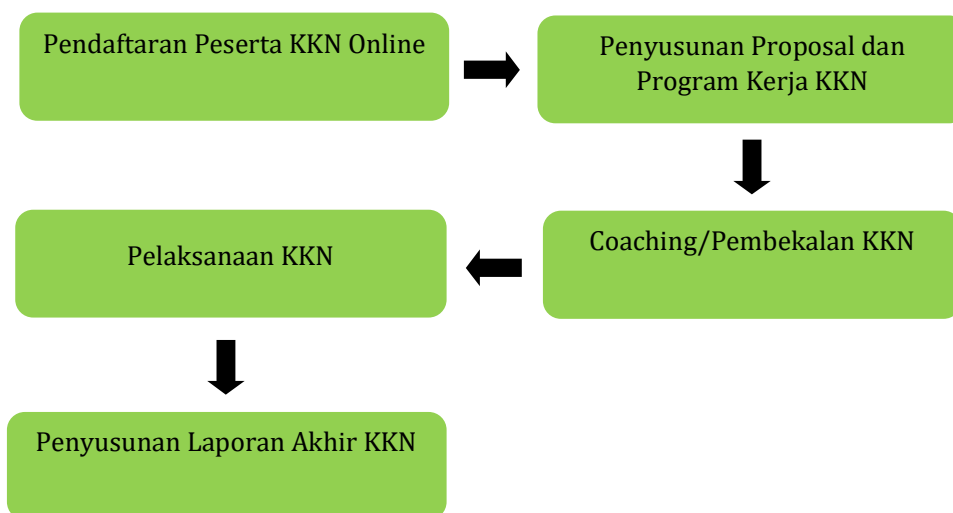 Pendaftaran Peserta KKN Online
Penyusunan Proposal dan
Program Kerja KKN
Coaching/Pembekalan KKN
Pelaksanaan KKN
Penyusunan Laporan Akhir KKN